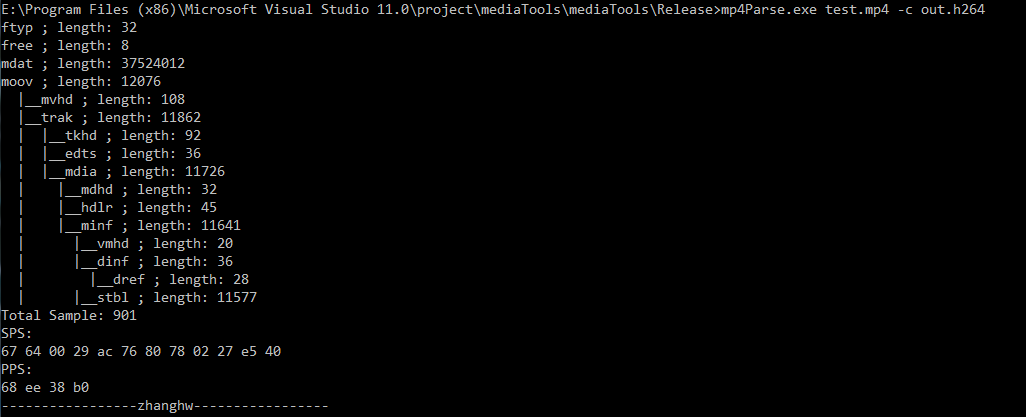 E:\Program Files (x86)\Microsoft Visual Studio 11.0\project\mediaTools\mediaTools\Release>mp4Parse.exe test.mp4 -c out.h264
ftyp ; length: 32
free ; length: 8
mdat ; length: 37524012
moov ; length: 12076
  |__mvhd ; length: 108
  |__trak ; length: 11862
  |  |__tkhd ; length: 92
  |  |__edts ; length: 36
  |  |__mdia ; length: 11726
  |    |__mdhd ; length: 32
  |    |__hdlr ; length: 45
  |    |__minf ; length: 11641
  |      |__vmhd ; length: 20
  |      |__dinf ; length: 36
  |        |__dref ; length: 28
  |      |__stbl ; length: 11577
Total Sample: 901
SPS:
67 64 00 29 ac 76 80 78 02 27 e5 40
PPS:
68 ee 38 b0
-----------------zhanghw-----------------